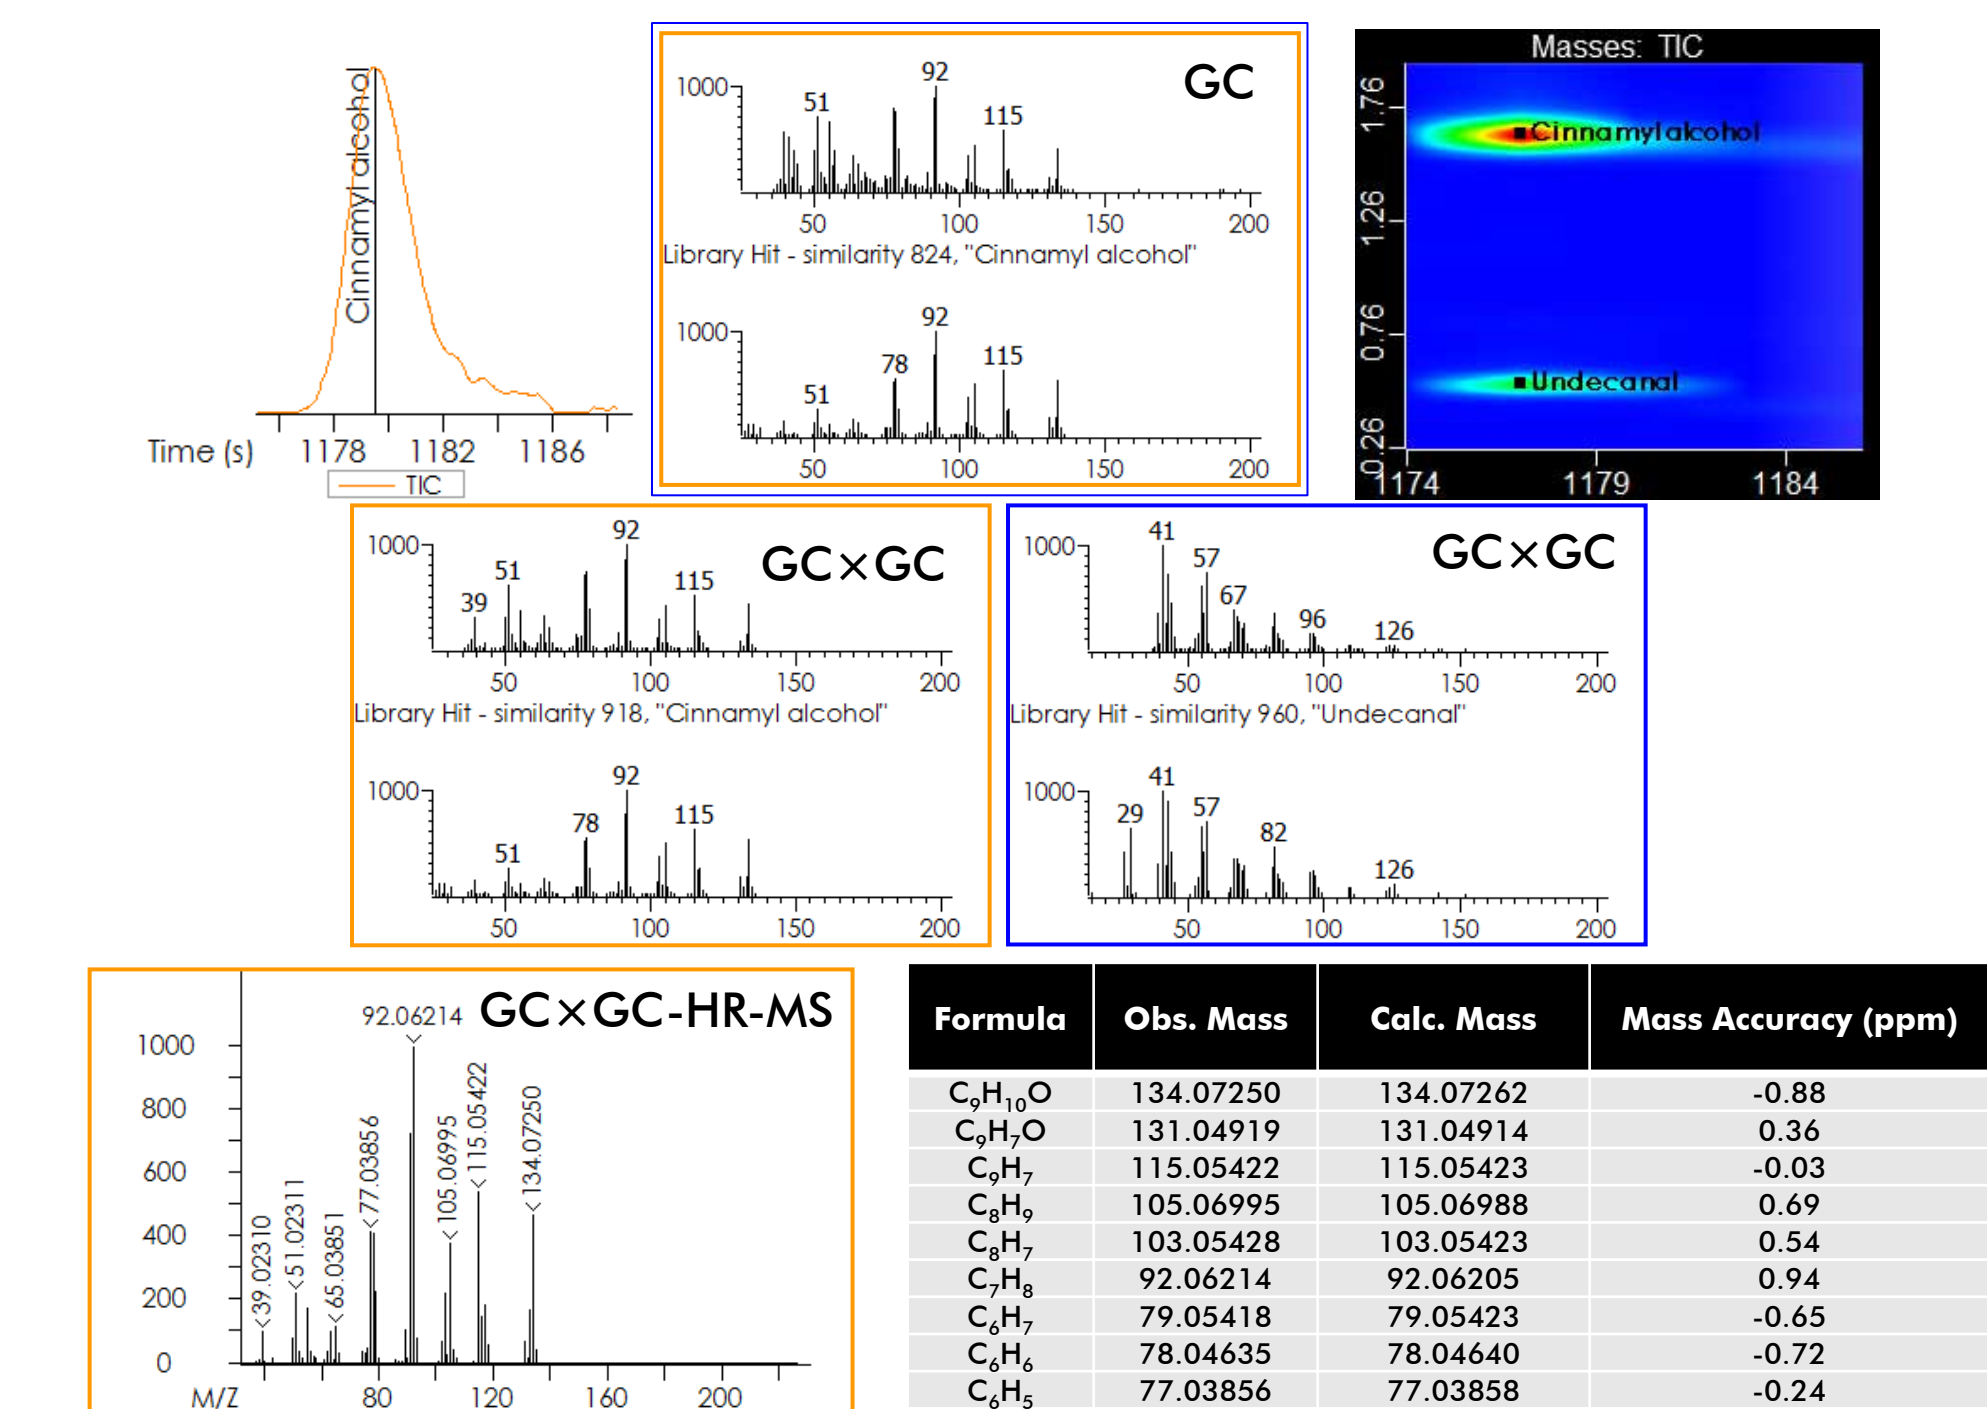 Cinnamyl alcohol
Time (s)
1178 1182 1186
TIC
GC
1000
51
92
115
50 100 150 200
Library Hit - similarity 824, "Cinnamyl alcohol"
1000
51
78
92
115
50 100 150 200
Masses: TIC
1.76
1.26
0.76
0.26
Cinnamyl alcohol
Undecanal
1174 1179 1184
GC×GC
1000
39
51
92
115
50 100 150 200
Library Hit - similarity 918, "Cinnamyl alcohol"
1000
51
78
92
115
50 100 150 200
GC×GC
1000
41
57
67
96
126
50 100 150 200
Library Hit - similarity 960, "Undecanal"
1000
29
41
57
82
126
50 100 150 200
GC×GC-HR-MS
1000
800
600
400
200
0
39.02310
51.02311
65.03851
77.03856
92.06214
105.06995
115.05422
134.07250
M/Z 80 120 160 200
Formula Obs. Mass Calc. Mass Mass Accuracy (ppm)
C₉H₁₀O 134.07250 134.07262 -0.88
C₉H₇O 131.04919 131.04914 0.36
C₉H₇ 115.05422 115.05423 -0.03
C₈H₉ 105.06995 105.06988 0.69
C₈H₇ 103.05428 103.05423 0.54
C₇H₈ 92.06214 92.06205 0.94
C₆H₇ 79.05418 79.05423 -0.65
C₆H₆ 78.04635 78.04640 -0.72
C₆H₅ 77.03856 77.03858 -0.24